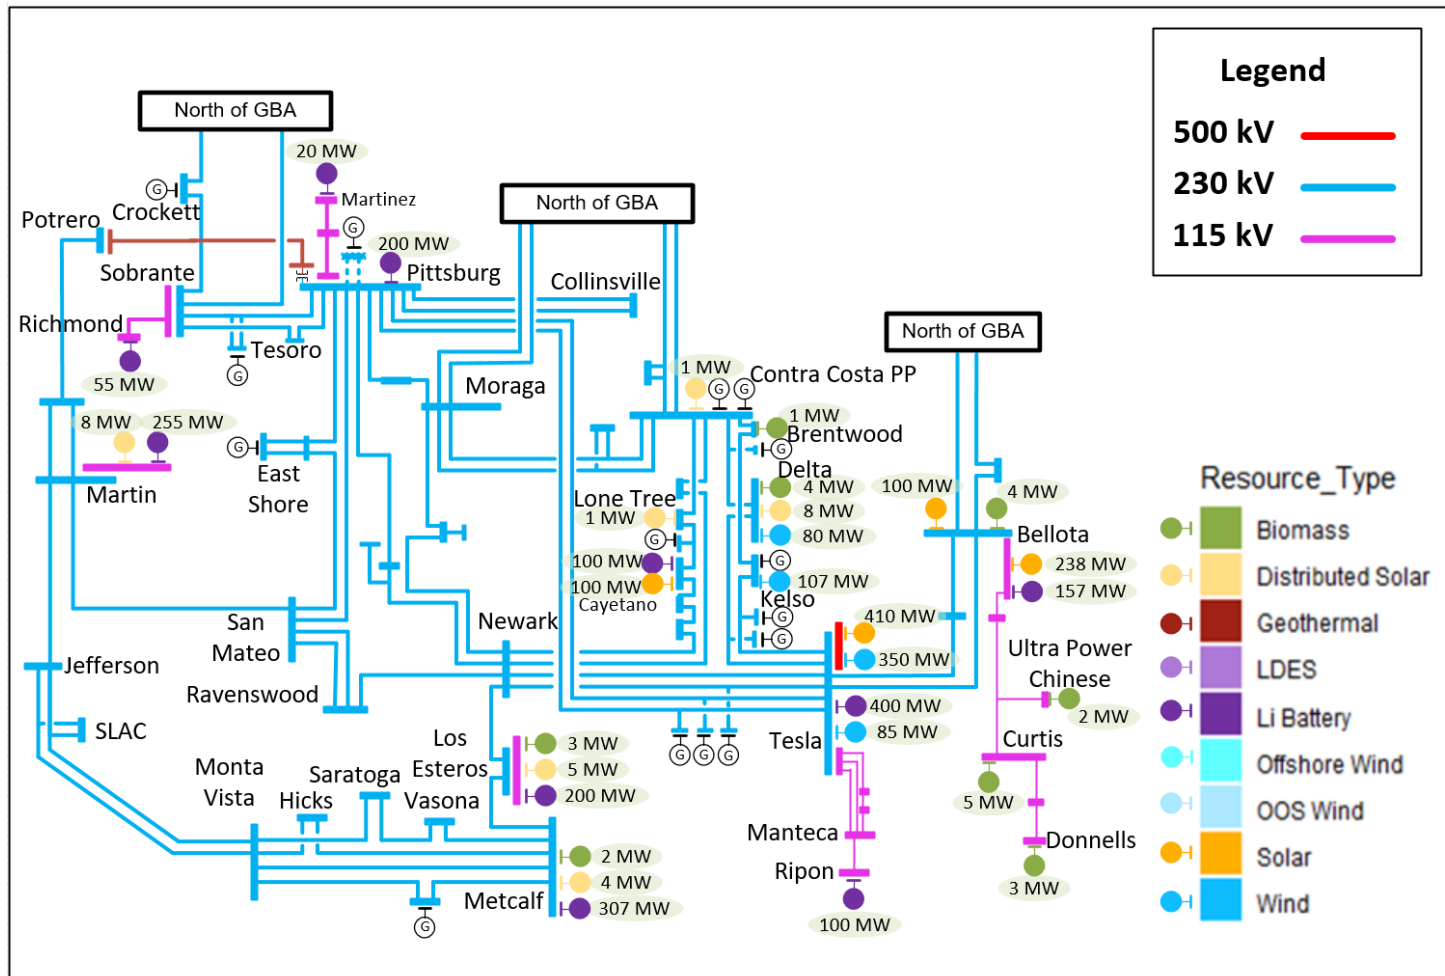 Legend
500 kV
230 kV
115 kV
North of GBA
20 MW
Martinez
G
Crockett
Potrero
G
200 MW
Pittsburg
Sobrante
Richmond
55 MW
Tesoro
G
North of GBA
Collinsville
Moraga
North of GBA
1 MW
G
G
Contra Costa PP
1 MW
Brentwood
G
8 MW
255 MW
Martin
G
East
Shore
Delta
4 MW
8 MW
80 MW
Lone Tree
1 MW
G
100 MW
100 MW
Cayetano
G
107 MW
Kelso
G
G
100 MW
4 MW
Bellota
238 MW
157 MW
410 MW
350 MW
Ultra Power
Chinese
2 MW
San
Mateo
Ravenswood
Newark
Jefferson
SLAC
400 MW
85 MW
Tesla
G
G
G
Curtis
5 MW
Los
Esteros
3 MW
5 MW
200 MW
Monta
Vista
Hicks
Saratoga
Vasona
Manteca
Ripon
100 MW
Donnells
3 MW
Metcalf
2 MW
4 MW
307 MW
G
Resource_Type
Biomass
Distributed Solar
Geothermal
LDES
Li Battery
Offshore Wind
OOS Wind
Solar
Wind